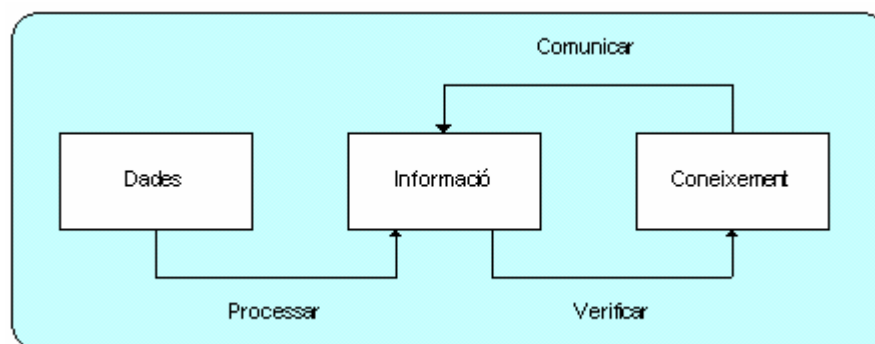 Comunicar
Dades
Informació
Coneixement
Processar
Verificar